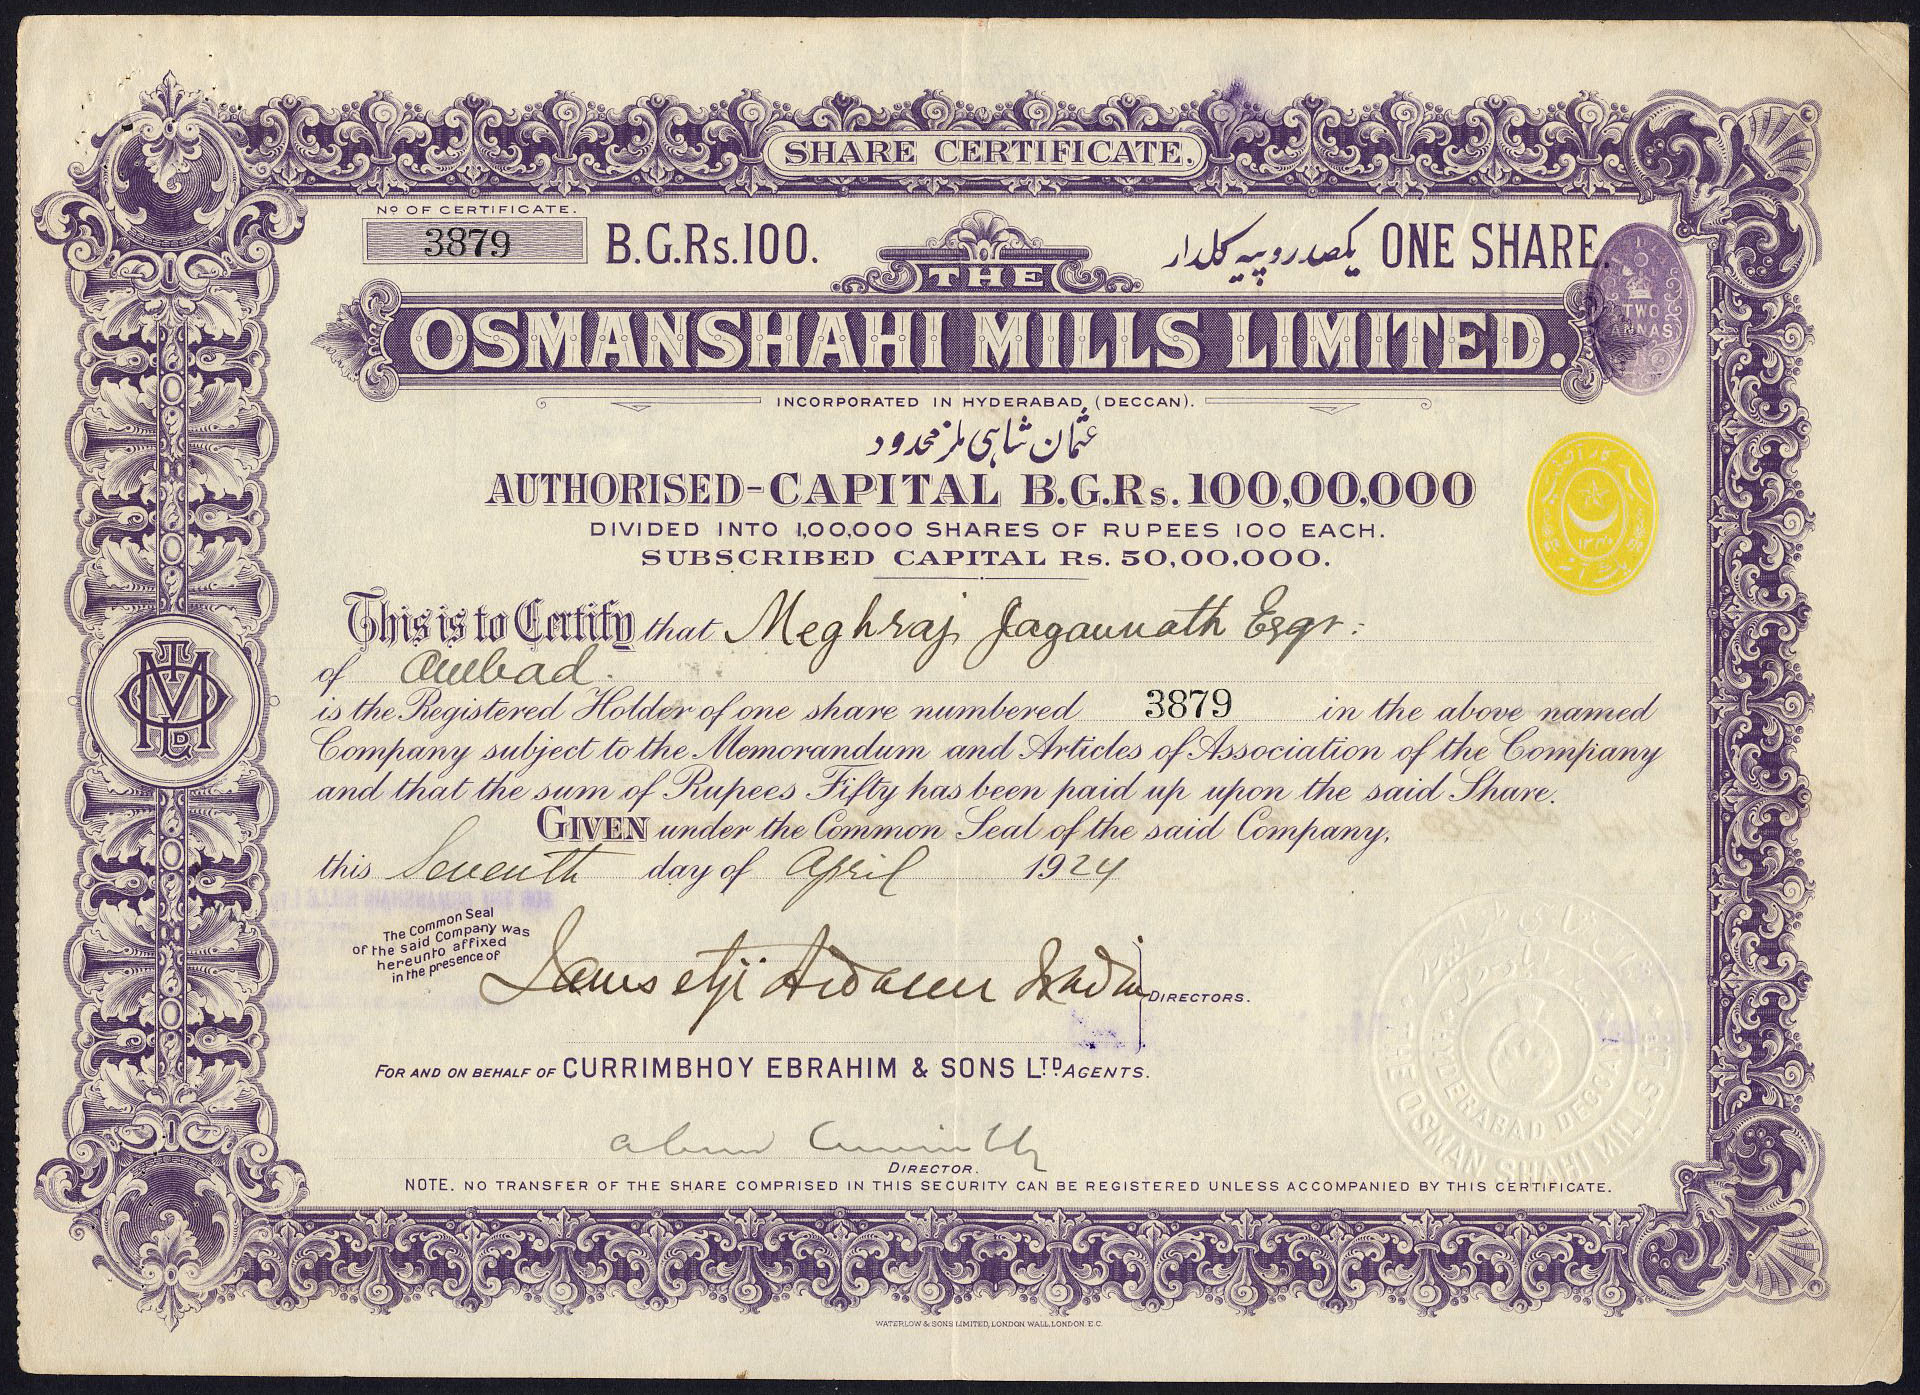 SHARE CERTIFICATE.
No OF CERTIFICATE.
3879 B.G.Rs.100. یکصد روپیہ کلدار ONE SHARE.
TWO ANNAS
THE
OSMANSHAHI MILLS LIMITED.
INCORPORATED IN HYDERABAD, (DECCAN).
عثمان شاہی ملز محدود
AUTHORISED-CAPITAL B.G.Rs. 100,00,000
DIVIDED INTO 1,00,000 SHARES OF RUPEES 100 EACH.
SUBSCRIBED CAPITAL Rs. 50,00,000.
This is to Certify that Meghraj Jagannath Esqr:
of
is the Registered Holder of one share numbered 3879 in the above named
Company subject to the Memorandum and Articles of Association of the Company
and that the sum of Rupees Fifty has been paid up upon the said Share.
GIVEN under the Common Seal of the said Company,
this Seventh day of April 1924
The Common Seal
of the said Company was
hereunto affixed
in the presence of
Jamsetji
DIRECTORS.
FOR AND ON BEHALF OF CURRIMBHOY EBRAHIM & SONS LTD. AGENTS.
DIRECTOR.
NOTE. NO TRANSFER OF THE SHARE COMPRISED IN THIS SECURITY CAN BE REGISTERED UNLESS ACCOMPANIED BY THIS CERTIFICATE.
THE OSMAN SHAHI MILLS LTD
HYDERABAD DECCAN
WATERLOW & SONS LIMITED, LONDON WALL, LONDON E.C.